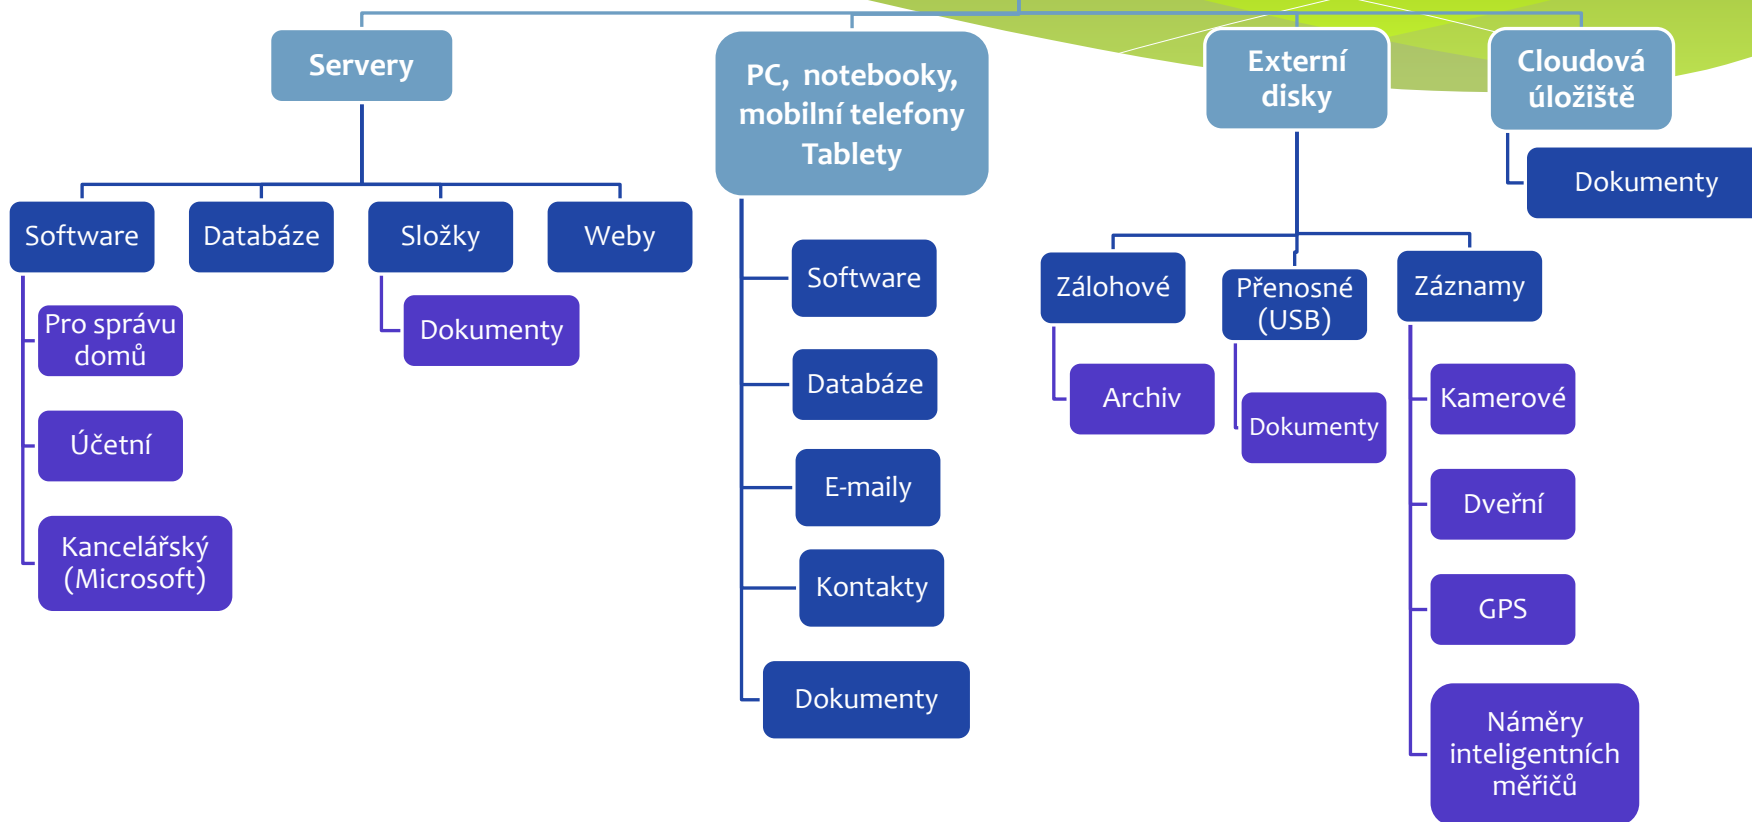 Servery
PC, notebooky,
mobilní telefony
Tablety
Externí
disky
Cloudová
úložiště
Software
Databáze
Složky
Weby
Pro správu
domů
Účetní
Kancelářský
(Microsoft)
Dokumenty
Software
Databáze
E-maily
Kontakty
Dokumenty
Zálohové
Přenosné
(USB)
Záznamy
Archiv
Dokumenty
Kamerové
Dveřní
GPS
Náměry
inteligentních
měřičů
Dokumenty